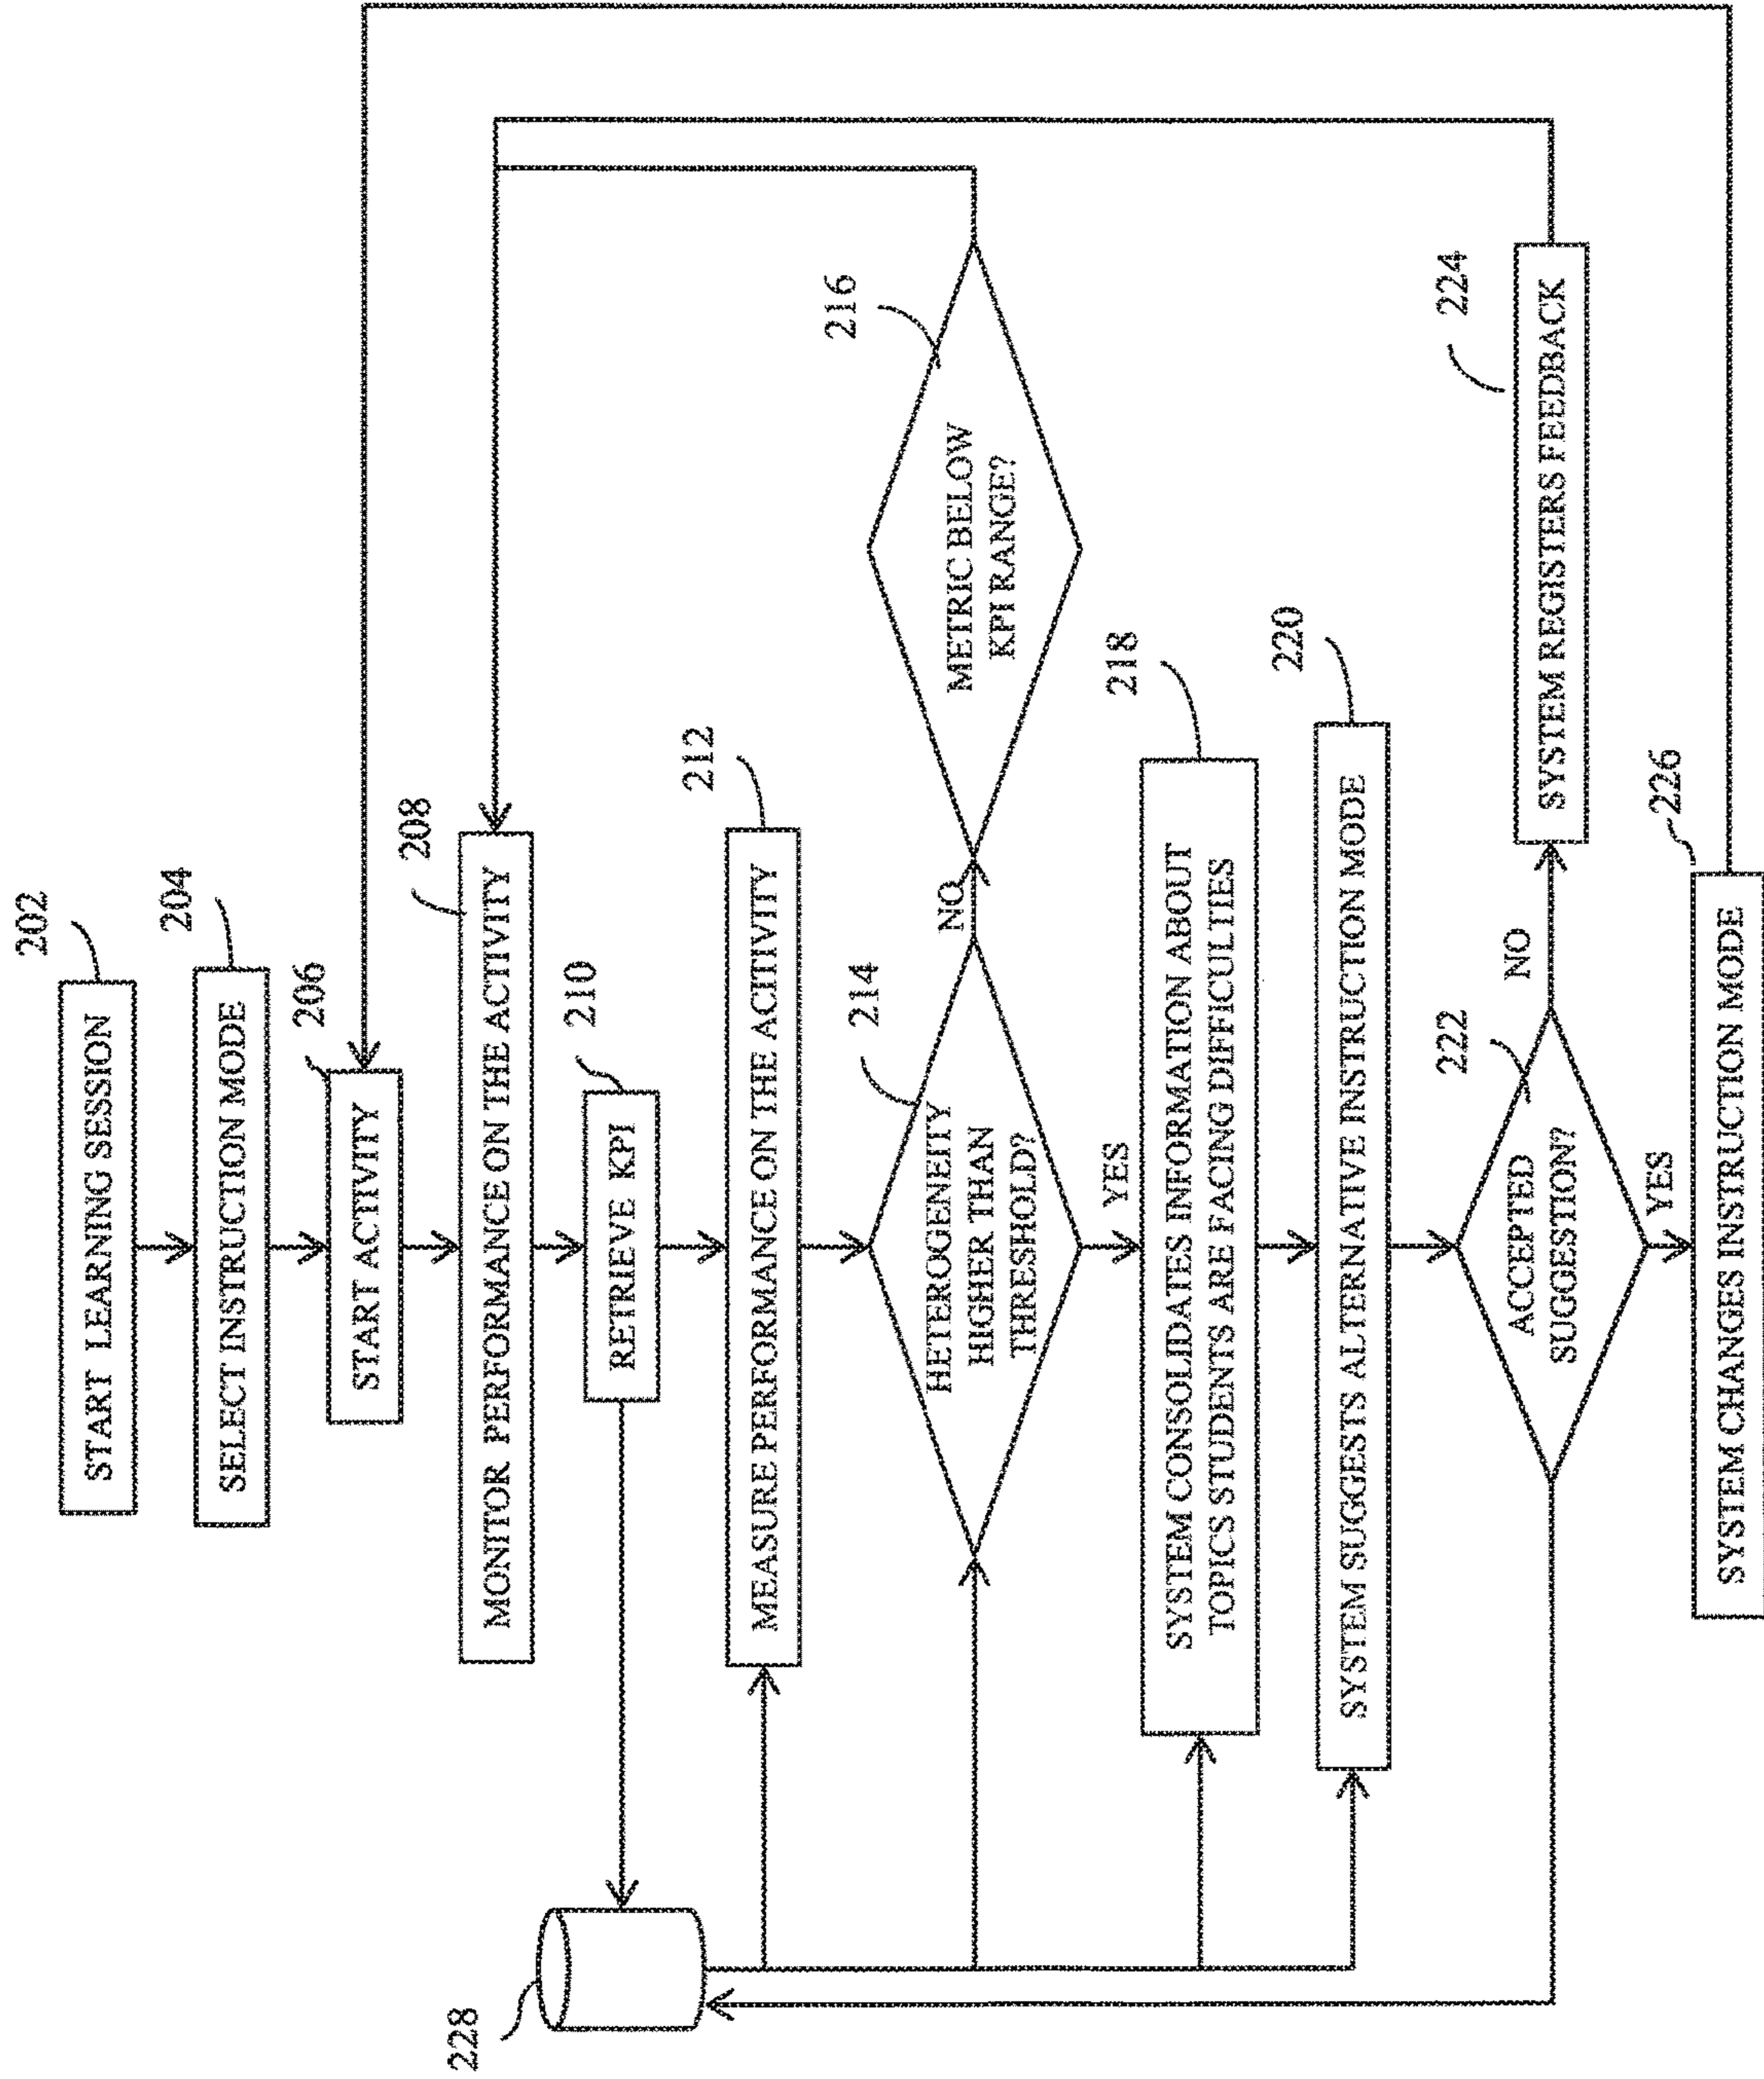 202
START LEARNING SESSION
204
SELECT INSTRUCTION MODE
206
START ACTIVITY
208
MONITOR PERFORMANCE ON THE ACTIVITY
210
RETRIEVE KPI
228
212
MEASURE PERFORMANCE ON THE ACITIVITY
214
HETEROGENEITY
HIGHER THAN
THRESHOLD?
NO
216
METRIC BELOW
KPI RANGE?
YES
218
SYSTEM CONSOLIDATES INFORMATION ABOUT
TOPICS STUDENTS ARE FACING DIFFICULTIES
220
SYSTEM SUGGESTS ALTERNATIVE INSTRUCTION MODE
222
ACCEPTED
SUGGESTION?
NO
224
SYSTEM REGISTERS FEEDBACK
YES
226
SYSTEM CHANGES INSTRUCTION MODE